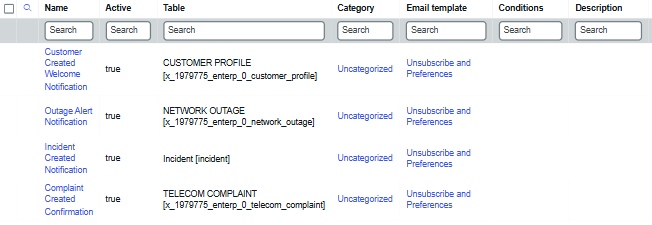 Name Active Table Category Email template Conditions Description
Search Search Search Search Search Search Search
Customer
Created
Welcome
Notification
true
CUSTOMER PROFILE
[x_1979775_enterp_0_customer_profile]
Uncategorized
Unsubscribe and
Preferences
Outage Alert
Notification
true
NETWORK OUTAGE
[x_1979775_enterp_0_network_outage]
Uncategorized
Unsubscribe and
Preferences
Incident
Created
Notification
true
Incident [incident]
Uncategorized
Unsubscribe and
Preferences
Complaint
Created
Confirmation
true
TELECOM COMPLAINT
[x_1979775_enterp_0_telecom_complaint]
Uncategorized
Unsubscribe and
Preferences